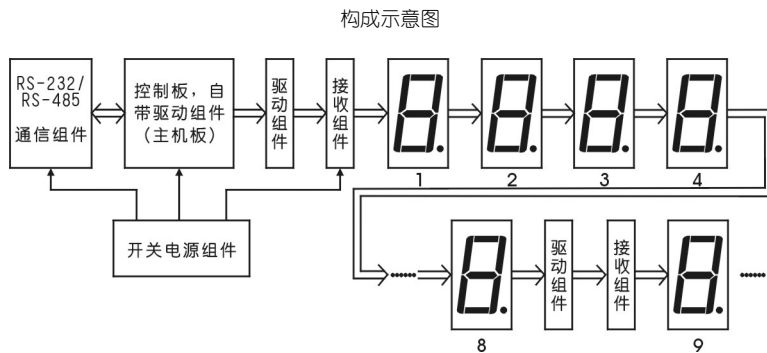 构成示意图
RS-232/
RS-485
通信组件
控制板，自
带驱动组件
（主机板）
驱动组件
接收组件
1
2
3
4
开关电源组件
……
8
驱动组件
接收组件
9
……